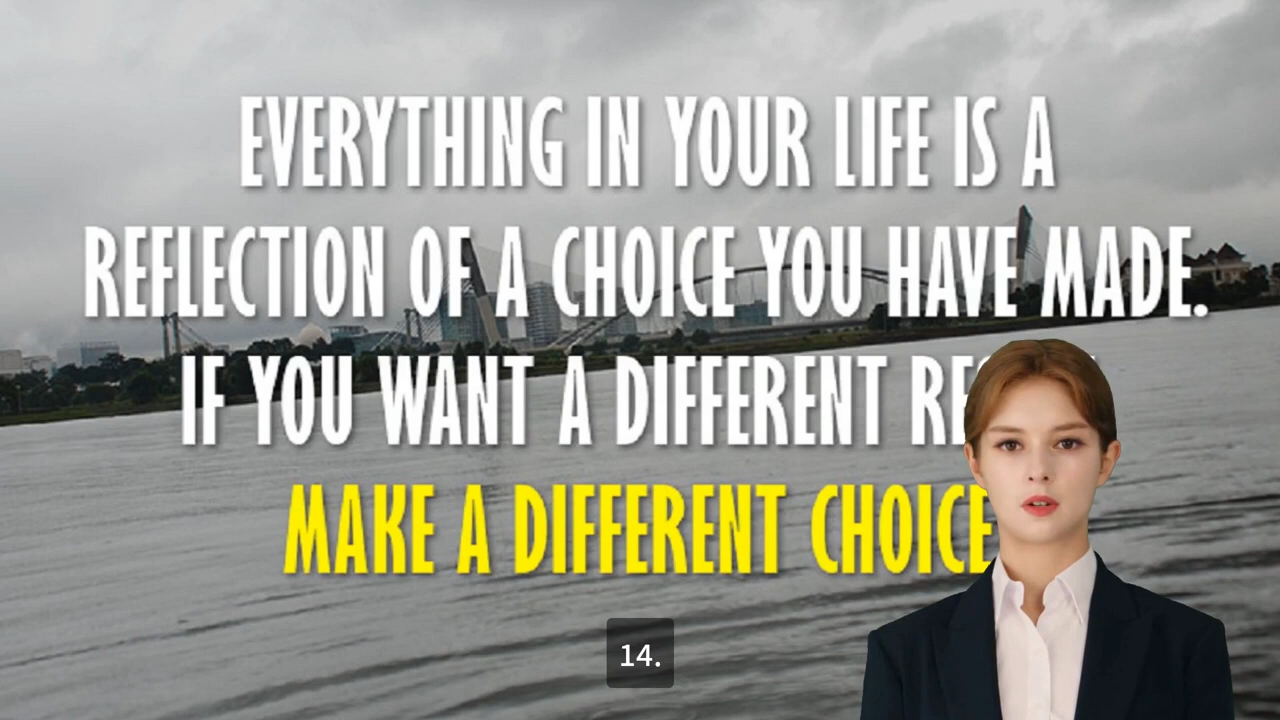 EVERYTHING IN YOUR LIFE IS A
REFLECTION OF A CHOICE YOU HAVE MADE.
IF YOU WANT A DIFFERENT
MAKE A DIFFERENT CHOICE
14.